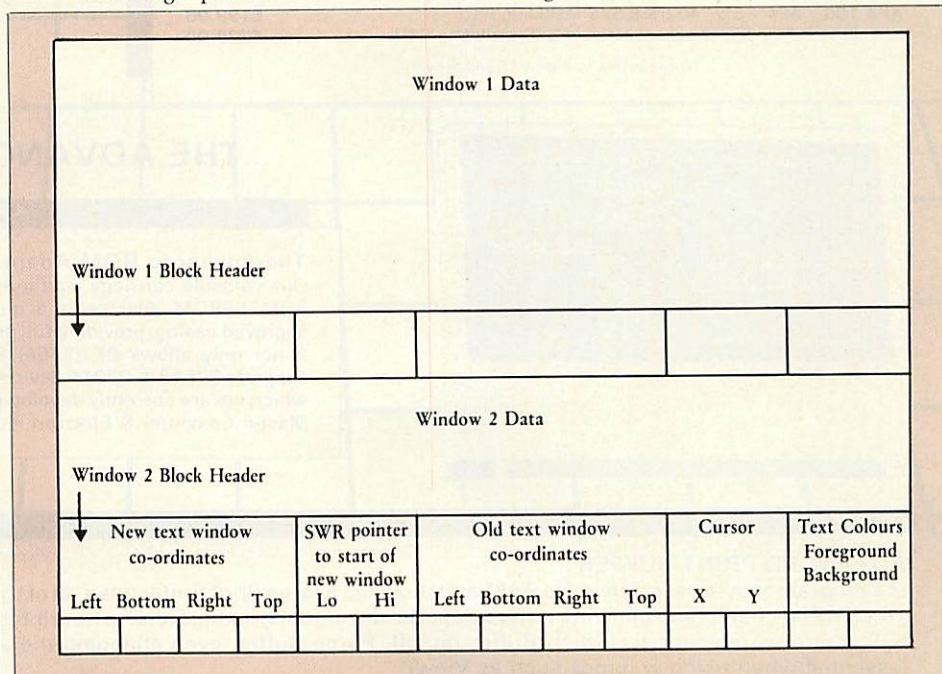 Window 1 Data
Window 1 Block Header
Window 2 Data
Window 2 Block Header
New text window
co-ordinates
Left Bottom Right Top
SWR pointer
to start of
new window
Lo Hi
Old text window
co-ordinates
Left Bottom Right Top
Cursor
X Y
Text Colours
Foreground
Background